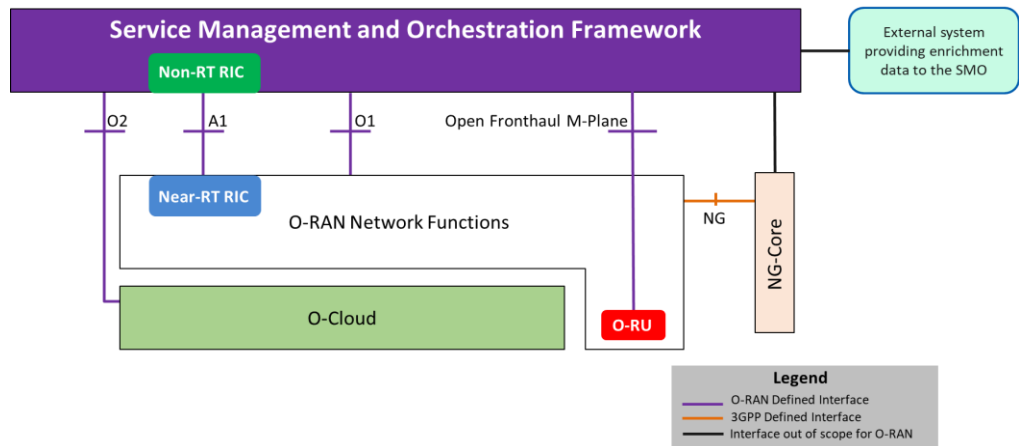 Service Management and Orchestration Framework
External system
providing enrichment
data to the SMO
Non-RT RIC
O2
A1
O1
Open Fronthaul M-Plane
Near-RT RIC
O-RAN Network Functions
NG
NG-Core
O-Cloud
O-RU
Legend
O-RAN Defined Interface
3GPP Defined Interface
Interface out of scope for O-RAN